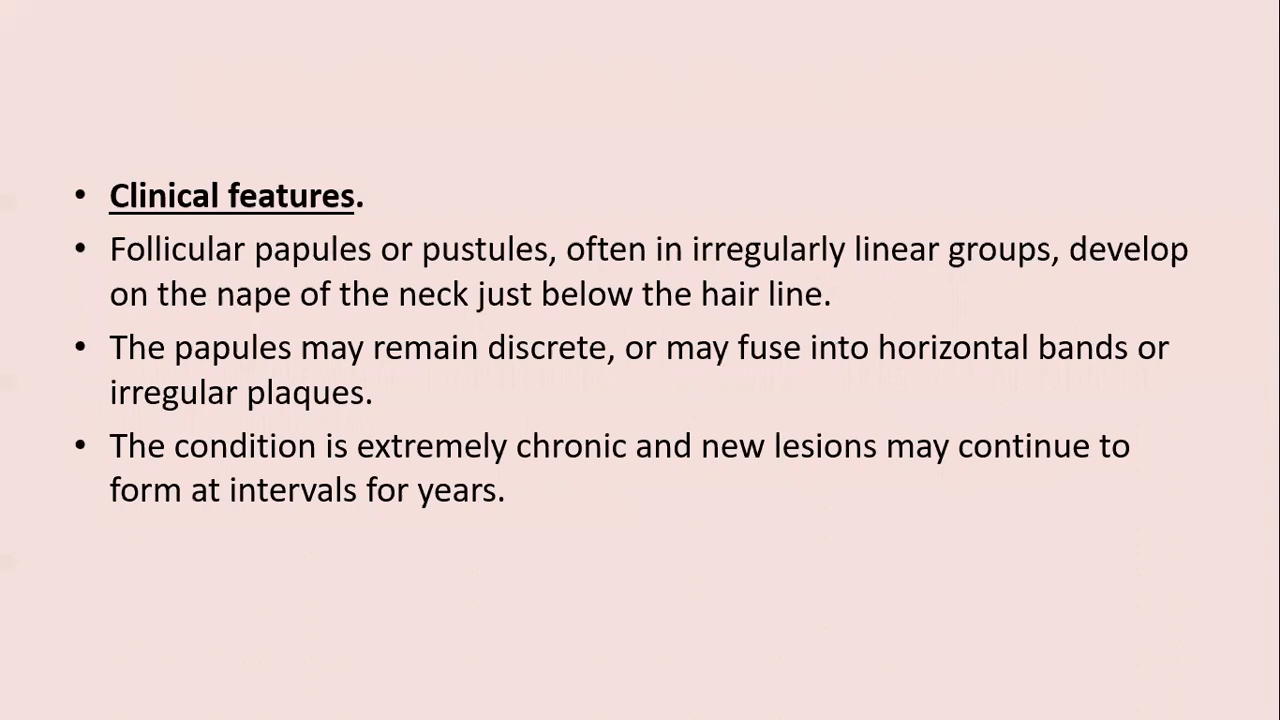 • Clinical features.
• Follicular papules or pustules, often in irregularly linear groups, develop
on the nape of the neck just below the hair line.
• The papules may remain discrete, or may fuse into horizontal bands or
irregular plaques.
• The condition is extremely chronic and new lesions may continue to
form at intervals for years.